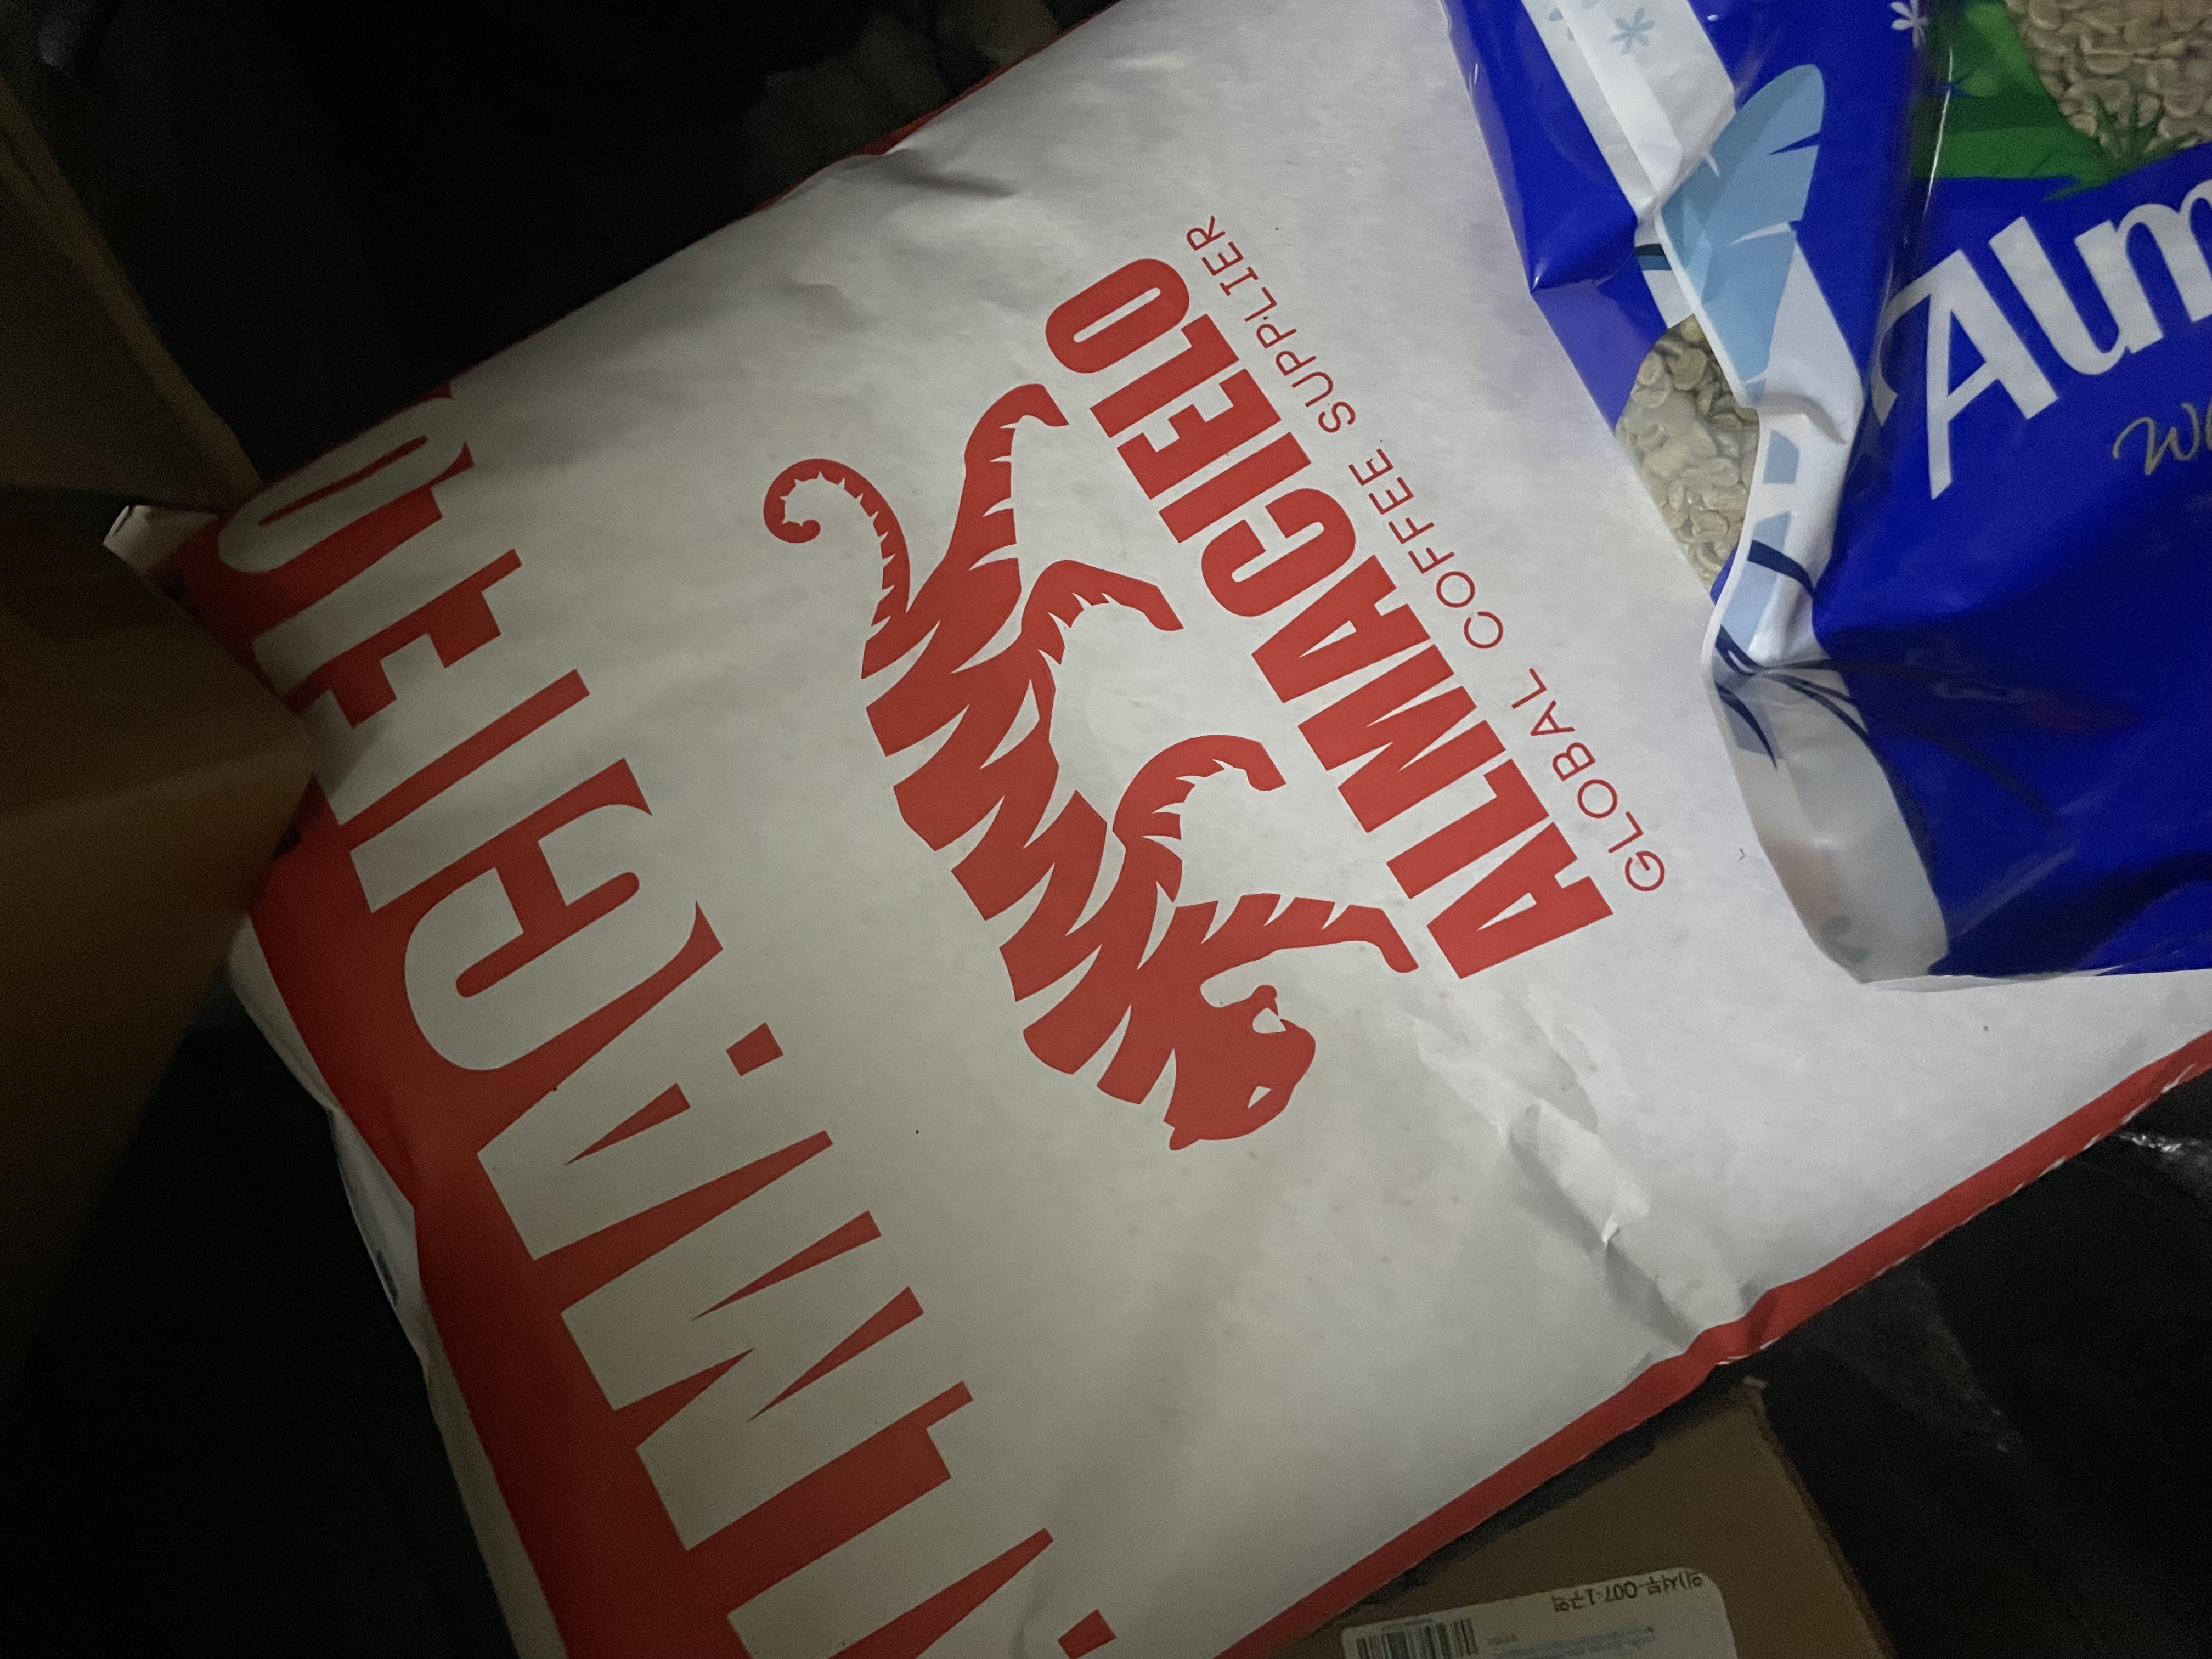 ALMACIELO
GLOBAL COFFEE SUPPLIER
ALMACIELO
Alm